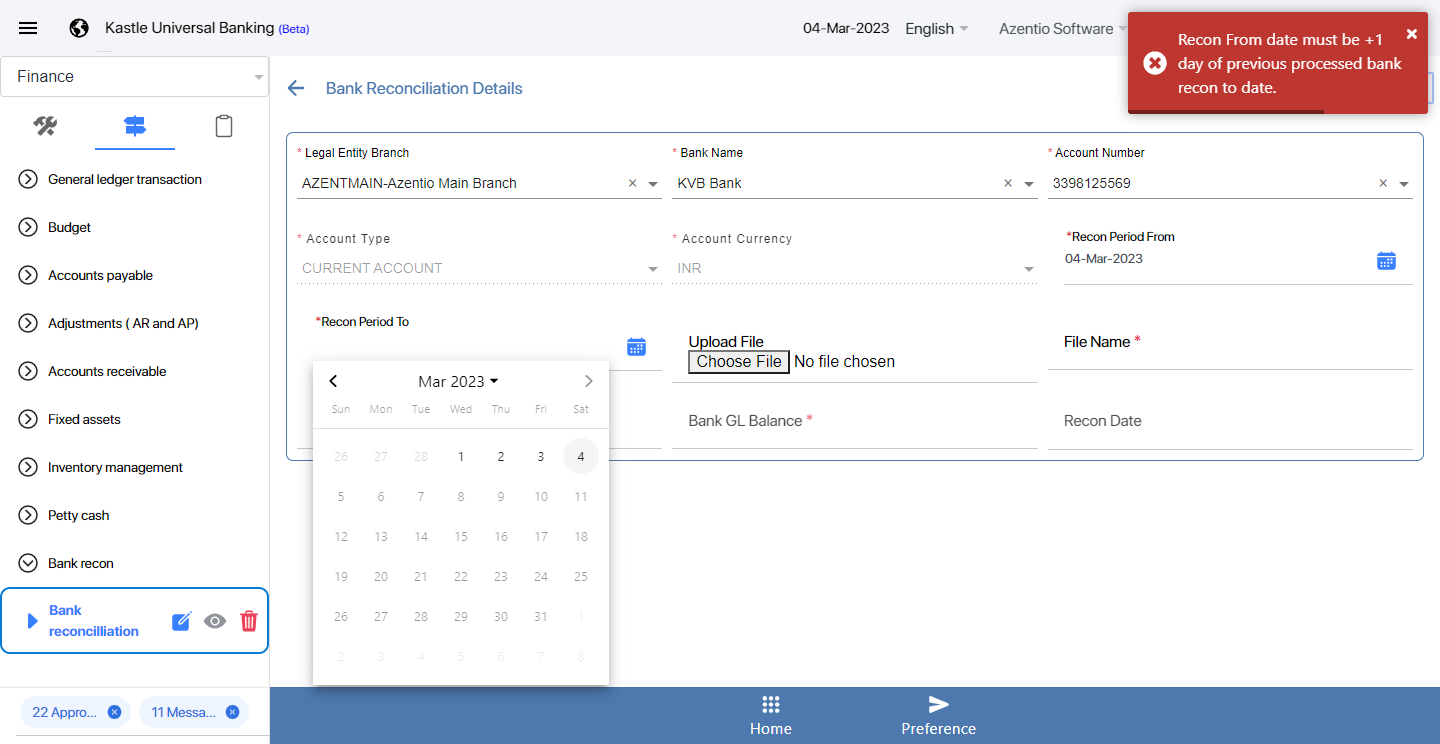 Kastle Universal Banking (Beta)
04-Mar-2023
English
Azentio Software
Recon From date must be +1
day of previous processed bank
recon to date.
Finance
Bank Reconciliation Details
General ledger transaction
Budget
Accounts payable
Adjustments ( AR and AP)
Accounts receivable
Fixed assets
Inventory management
Petty cash
Bank recon
Bank
reconcilliation
22 Appro...
11 Messa...
* Legal Entity Branch
AZENTMAIN-Azentio Main Branch
* Bank Name
KVB Bank
* Account Number
3398125569
* Account Type
CURRENT ACCOUNT
* Account Currency
INR
*Recon Period From
04-Mar-2023
*Recon Period To
Upload File
Choose File No file chosen
File Name *
Bank GL Balance *
Recon Date
Mar 2023
Sun Mon Tue Wed Thu Fri Sat
26 27 28 1 2 3 4
5 6 7 8 9 10 11
12 13 14 15 16 17 18
19 20 21 22 23 24 25
26 27 28 29 30 31 1
2 3 4 5 6 7 8
Home
Preference